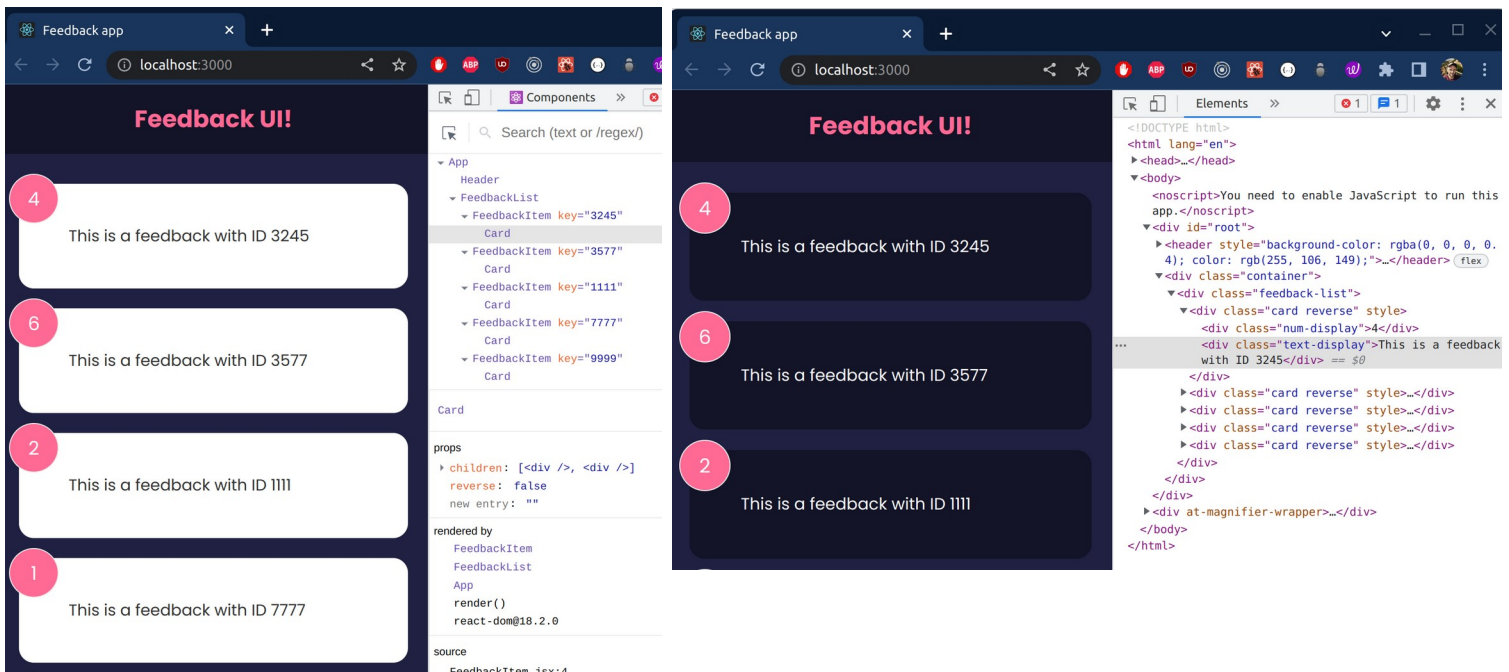 Feedback app
localhost:3000
Feedback UI!
4
This is a feedback with ID 3245
6
This is a feedback with ID 3577
2
This is a feedback with ID 1111
1
This is a feedback with ID 7777
Components »
Search (text or /regex/)
App
Header
FeedbackList
FeedbackItem key="3245"
Card
FeedbackItem key="3577"
Card
FeedbackItem key="1111"
Card
FeedbackItem key="7777"
Card
FeedbackItem key="9999"
Card
Card
props
children: [<div />, <div />]
reverse: false
new entry: ""
rendered by
FeedbackItem
FeedbackList
App
render()
react-dom@18.2.0
source
FeedbackItem.jsx:4
Feedback app
localhost:3000
ABP
Feedback UI!
4
This is a feedback with ID 3245
6
This is a feedback with ID 3577
2
This is a feedback with ID 1111
Elements » 1 1
<!DOCTYPE html>
<html lang="en">
<head>…</head>
<body>
<noscript>You need to enable JavaScript to run this
app.</noscript>
<div id="root">
<header style="background-color: rgba(0, 0, 0, 0.
4); color: rgb(255, 106, 149);">…</header> flex
<div class="container">
<div class="feedback-list">
<div class="card reverse" style>
<div class="num-display">4</div>
<div class="text-display">This is a feedback
with ID 3245</div> == $0
</div>
<div class="card reverse" style>…</div>
<div class="card reverse" style>…</div>
<div class="card reverse" style>…</div>
<div class="card reverse" style>…</div>
</div>
</div>
</div>
<div at-magnifier-wrapper>…</div>
</body>
</html>